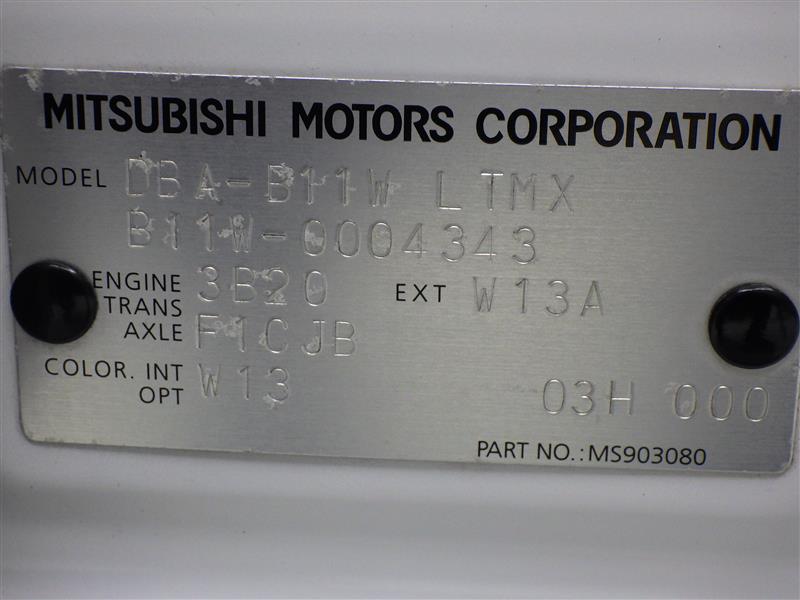 MITSUBISHI MOTORS CORPORATION
MODEL DBA-B11W LTMX
B11W-0004343
ENGINE 3B20 EXT W13A
TRANS
AXLE F1CJB
COLOR. INT W13
OPT 03H 000
PART NO.: MS903080